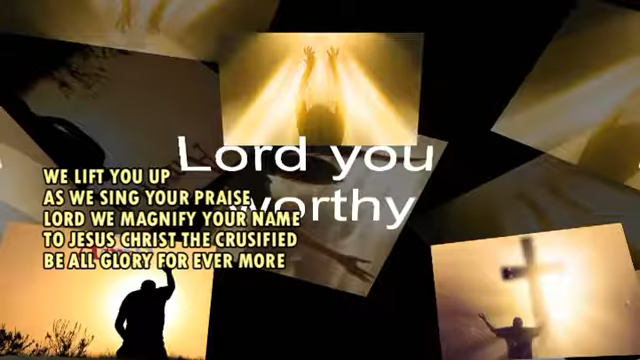 Lord you
worthy
WE LIFT YOU UP
AS WE SING YOUR PRAISE
LORD WE MAGNIFY YOUR NAME
TO JESUS CHRIST THE CRUSIFIED
BE ALL GLORY FOR EVER MORE